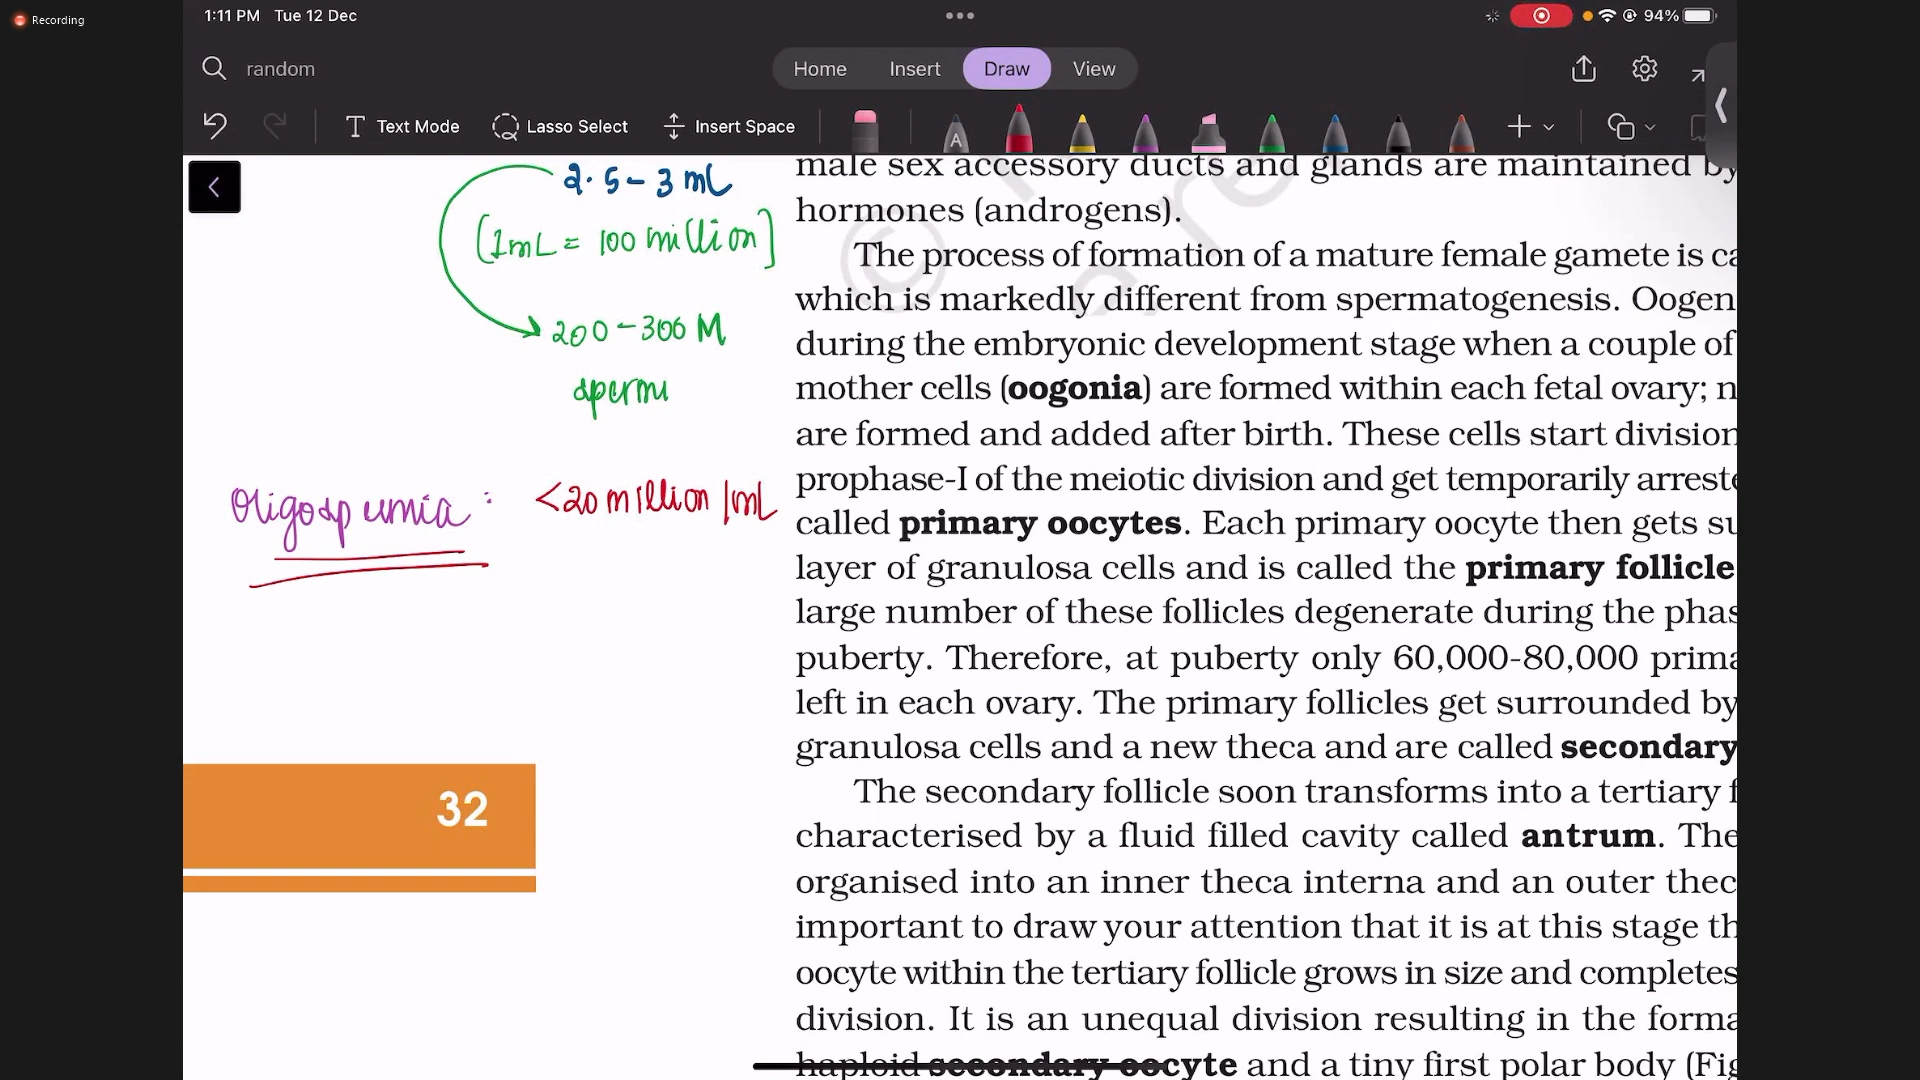 Recording
1:11 PM Tue 12 Dec
94%
random
Home Insert Draw View
Text Mode Lasso Select Insert Space
A
2.5-3 mL
[1mL = 100 million]
200-300 M
<20 million/mL
32
male sex accessory ducts and glands are maintained by
hormones (androgens).
The process of formation of a mature female gamete is ca
which is markedly different from spermatogenesis. Oogen
during the embryonic development stage when a couple of
mother cells (oogonia) are formed within each fetal ovary; n
are formed and added after birth. These cells start division
prophase-I of the meiotic division and get temporarily arreste
called primary oocytes. Each primary oocyte then gets su
layer of granulosa cells and is called the primary follicle
large number of these follicles degenerate during the phas
puberty. Therefore, at puberty only 60,000-80,000 prima
left in each ovary. The primary follicles get surrounded by
granulosa cells and a new theca and are called secondary
The secondary follicle soon transforms into a tertiary f
characterised by a fluid filled cavity called antrum. The
organised into an inner theca interna and an outer thec
important to draw your attention that it is at this stage th
oocyte within the tertiary follicle grows in size and completes
division. It is an unequal division resulting in the forma
haploid secondary oocyte and a tiny first polar body (Fig